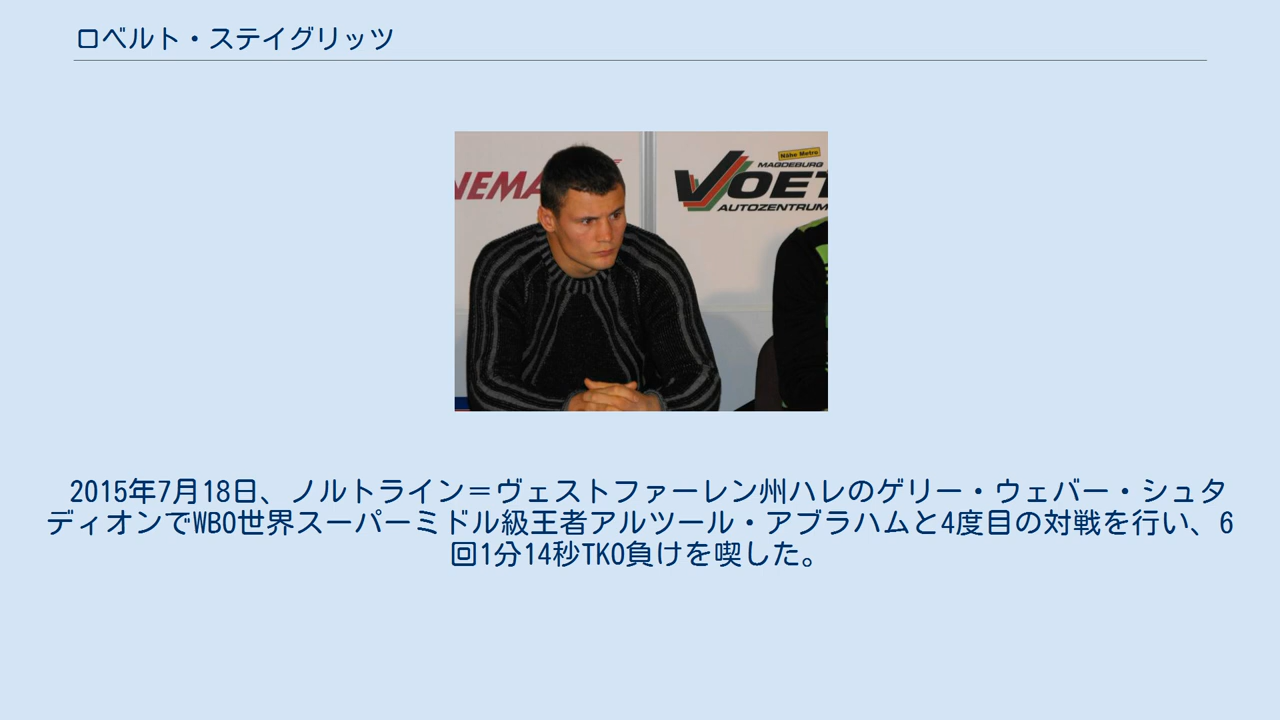 ロベルト・ステイグリッツ
NEMA
Nähe Metro
MAGDEBURG
VOET
AUTOZENTRUM
2015年7月18日、ノルトライン＝ヴェストファーレン州ハレのゲリー・ウェバー・シュタ
ディオンでWBO世界スーパーミドル級王者アルツール・アブラハムと4度目の対戦を行い、6
回1分14秒TKO負けを喫した。